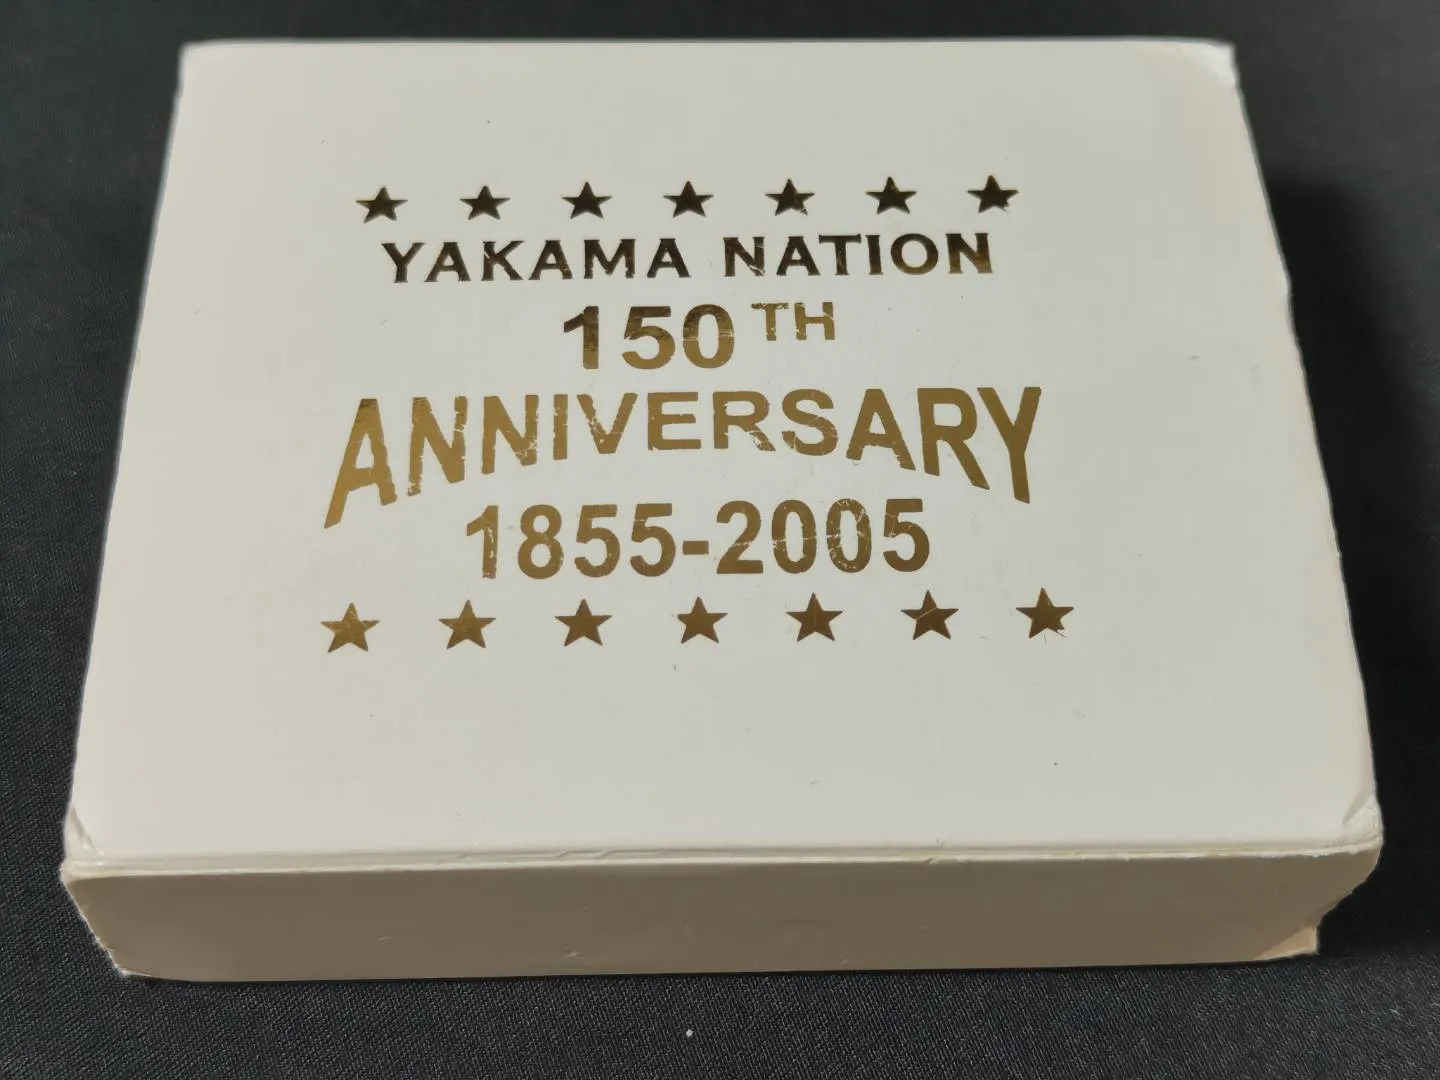 YAKAMA NATION
150TH
ANNIVERSARY
1855-2005